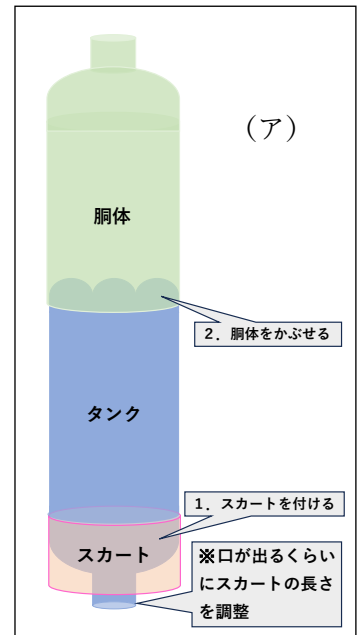 （ア）
胴体
2．胴体をかぶせる
タンク
1．スカートを付ける
スカート
※口が出るくらい
にスカートの長さ
を調整